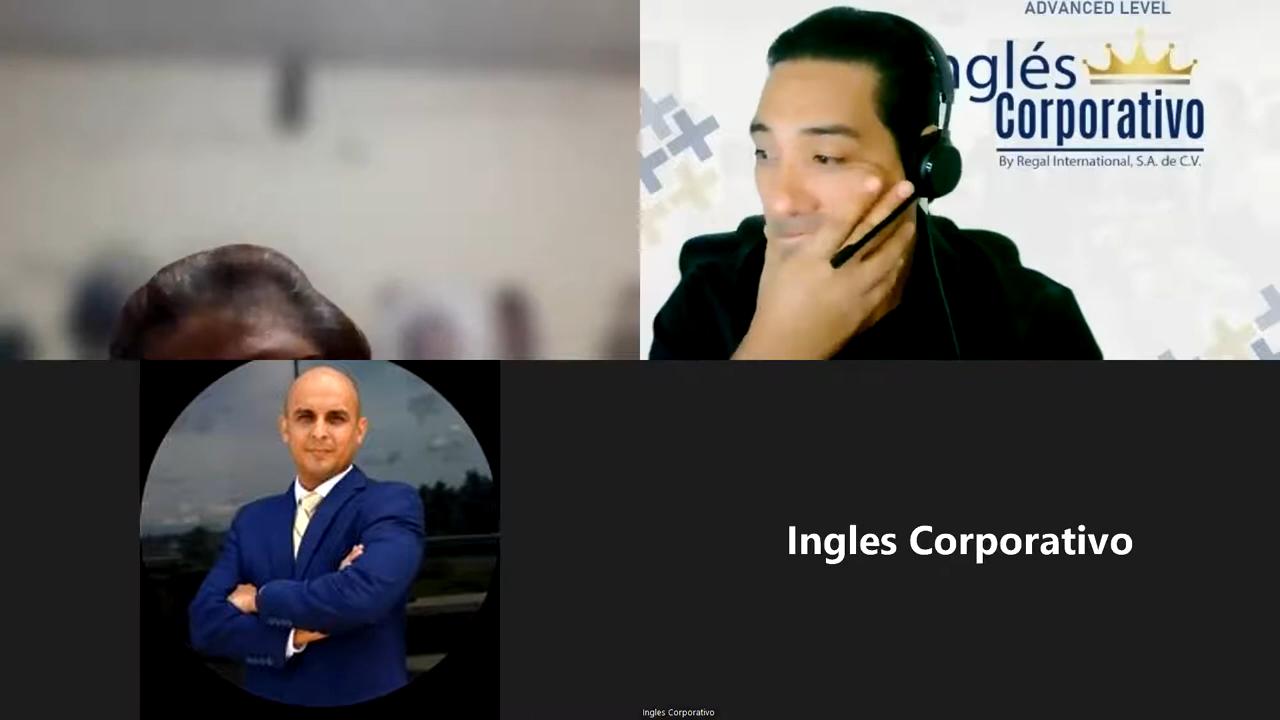 ADVANCED LEVEL
nglés
Corporativo
By Regal International, S.A. de C.V.
Ingles Corporativo
Ingles Corporativo